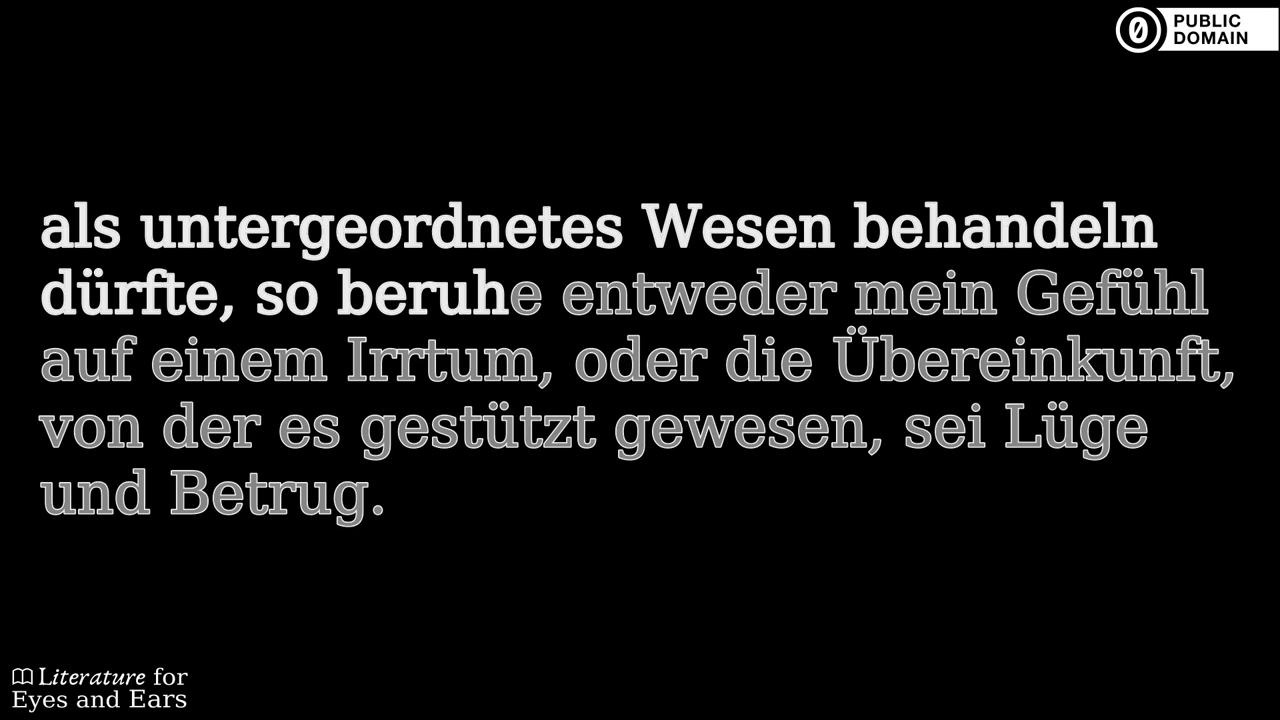 PUBLIC
DOMAIN
als untergeordnetes Wesen behandeln
dürfte, so beruhe entweder mein Gefühl
auf einem Irrtum, oder die Übereinkunft,
von der es gestützt gewesen, sei Lüge
und Betrug.
Literature for
Eyes and Ears